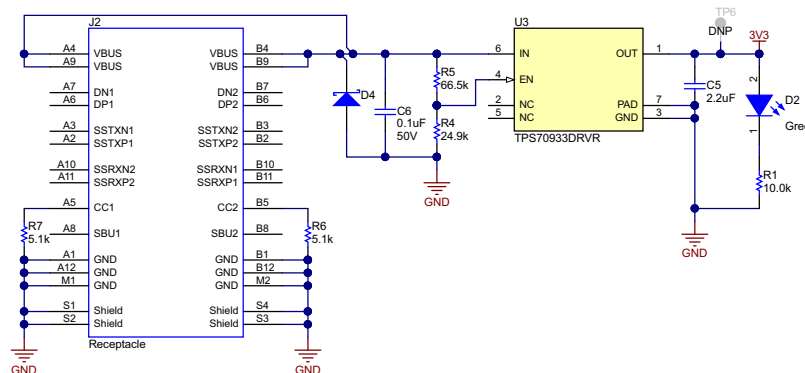 J2
A4 VBUS VBUS B4
A9 VBUS VBUS B9
A7 DN1 DN2 B7
A6 DP1 DP2 B6
A3 SSTXN1 SSTXN2 B3
A2 SSTXP1 SSTXP2 B2
A10 SSRXN2 SSRXN1 B10
A11 SSRXP2 SSRXP1 B11
A5 CC1 CC2 B5
A8 SBU1 SBU2 B8
A1 GND GND B1
A12 GND GND B12
M1 GND GND M2
S1 Shield Shield S4
S2 Shield Shield S3
Receptacle
R7
5.1k
GND
R6
5.1k
GND
D4
C6
0.1uF
50V
R5
66.5k
R4
24.9k
GND
U3
6 IN OUT 1
4 EN
2 NC PAD 7
5 NC GND 3
TPS70933DRVR
TP6
DNP
3V3
C5
2.2uF
2
D2
Gree
1
R1
10.0k
GND